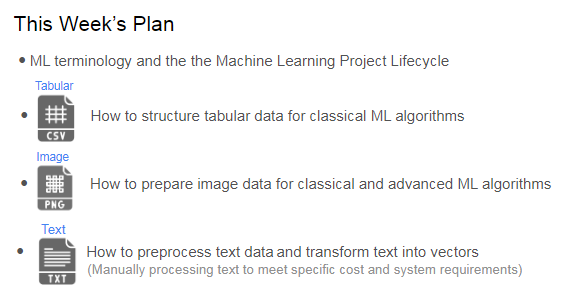 This Week's Plan
ML terminology and the the Machine Learning Project Lifecycle
Tabular
CSV
How to structure tabular data for classical ML algorithms
Image
PNG
How to prepare image data for classical and advanced ML algorithms
Text
TXT
How to preprocess text data and transform text into vectors
(Manually processing text to meet specific cost and system requirements)